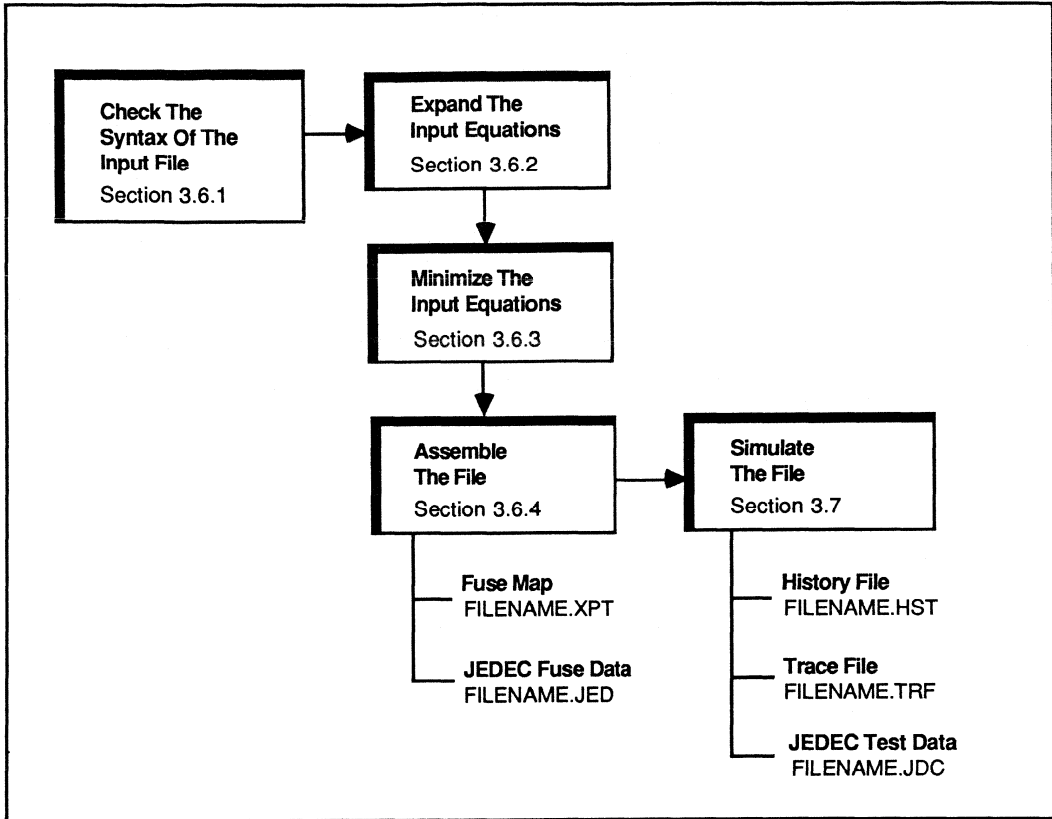 Check The
Syntax Of The
Input File
Section 3.6.1
Expand The
Input Equations
Section 3.6.2
Minimize The
Input Equations
Section 3.6.3
Assemble
The File
Section 3.6.4
Simulate
The File
Section 3.7
Fuse Map
FILENAME.XPT
JEDEC Fuse Data
FILENAME.JED
History File
FILENAME.HST
Trace File
FILENAME.TRF
JEDEC Test Data
FILENAME.JDC